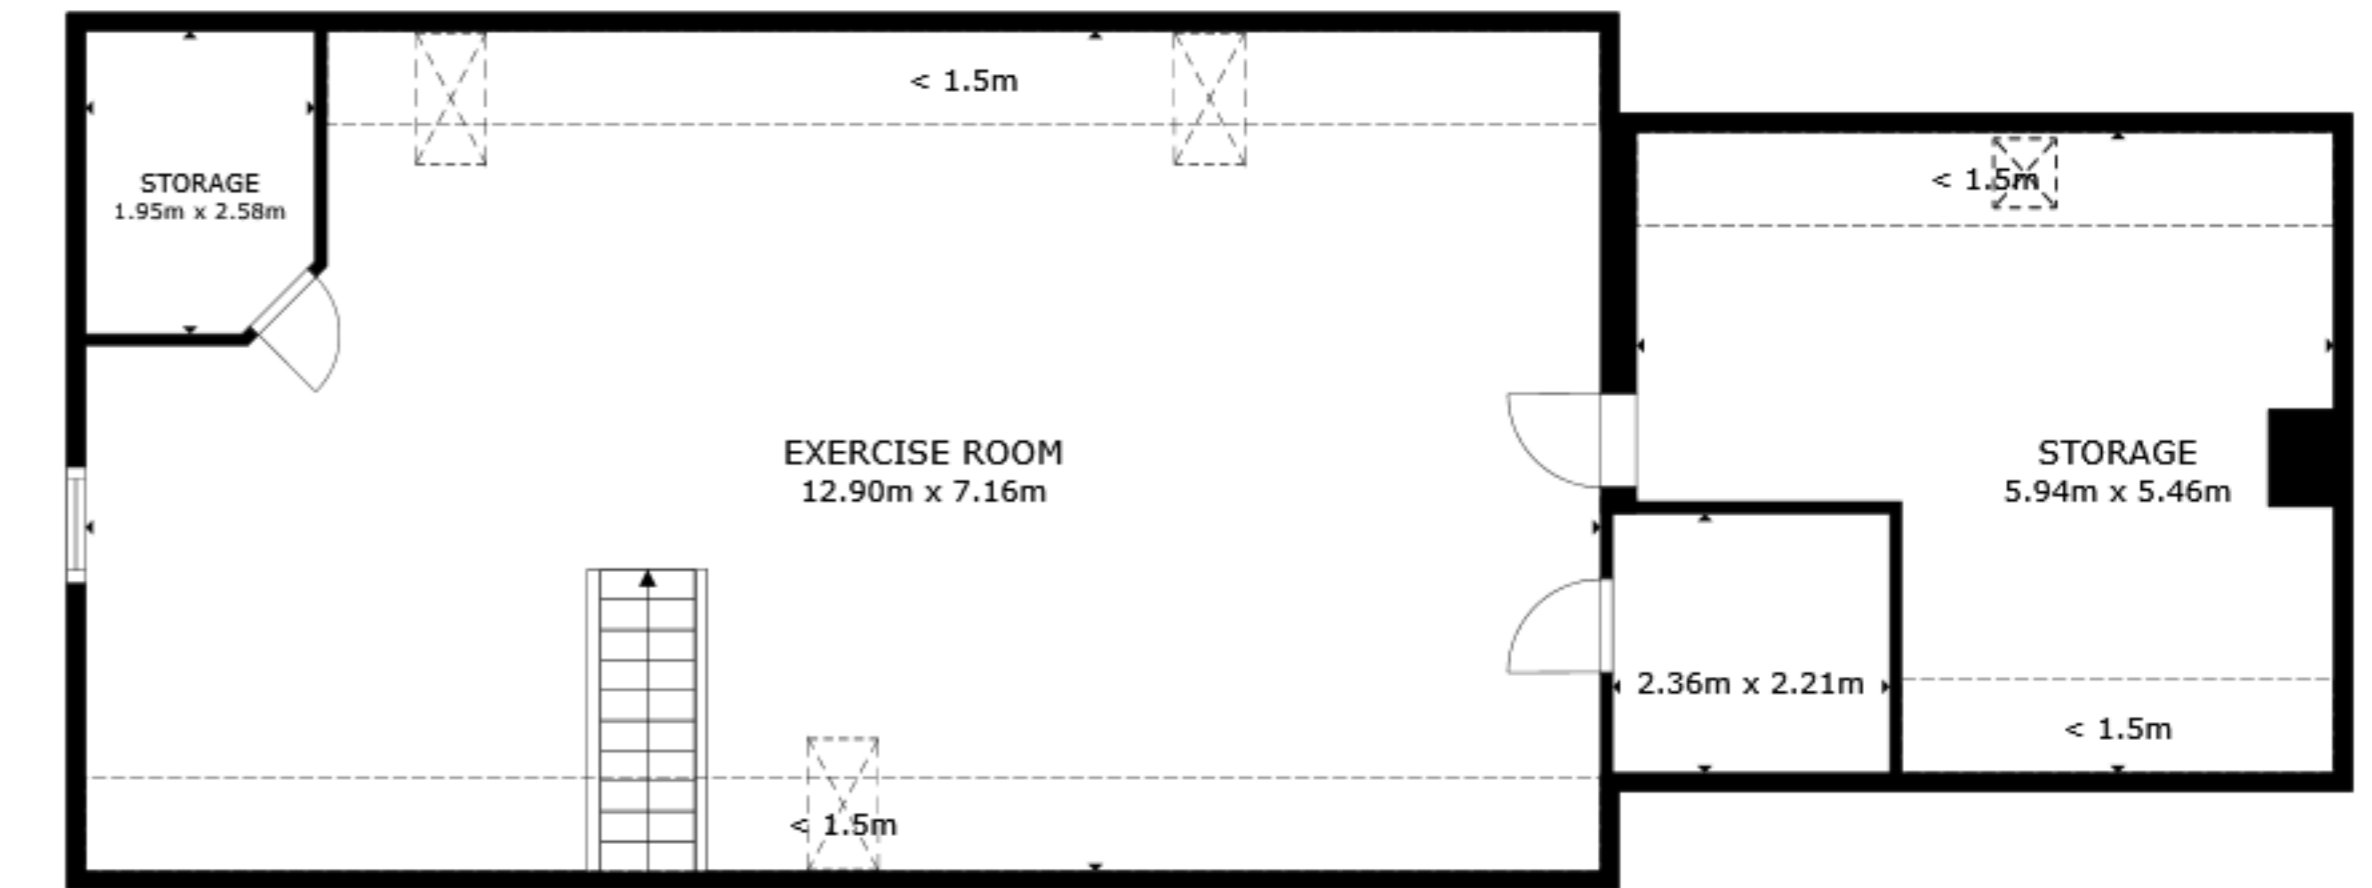 < 1.5m
STORAGE
1.95m x 2.58m
< 1.5m
EXERCISE ROOM
12.90m x 7.16m
STORAGE
5.94m x 5.46m
2.36m x 2.21m
< 1.5m
< 1.5m